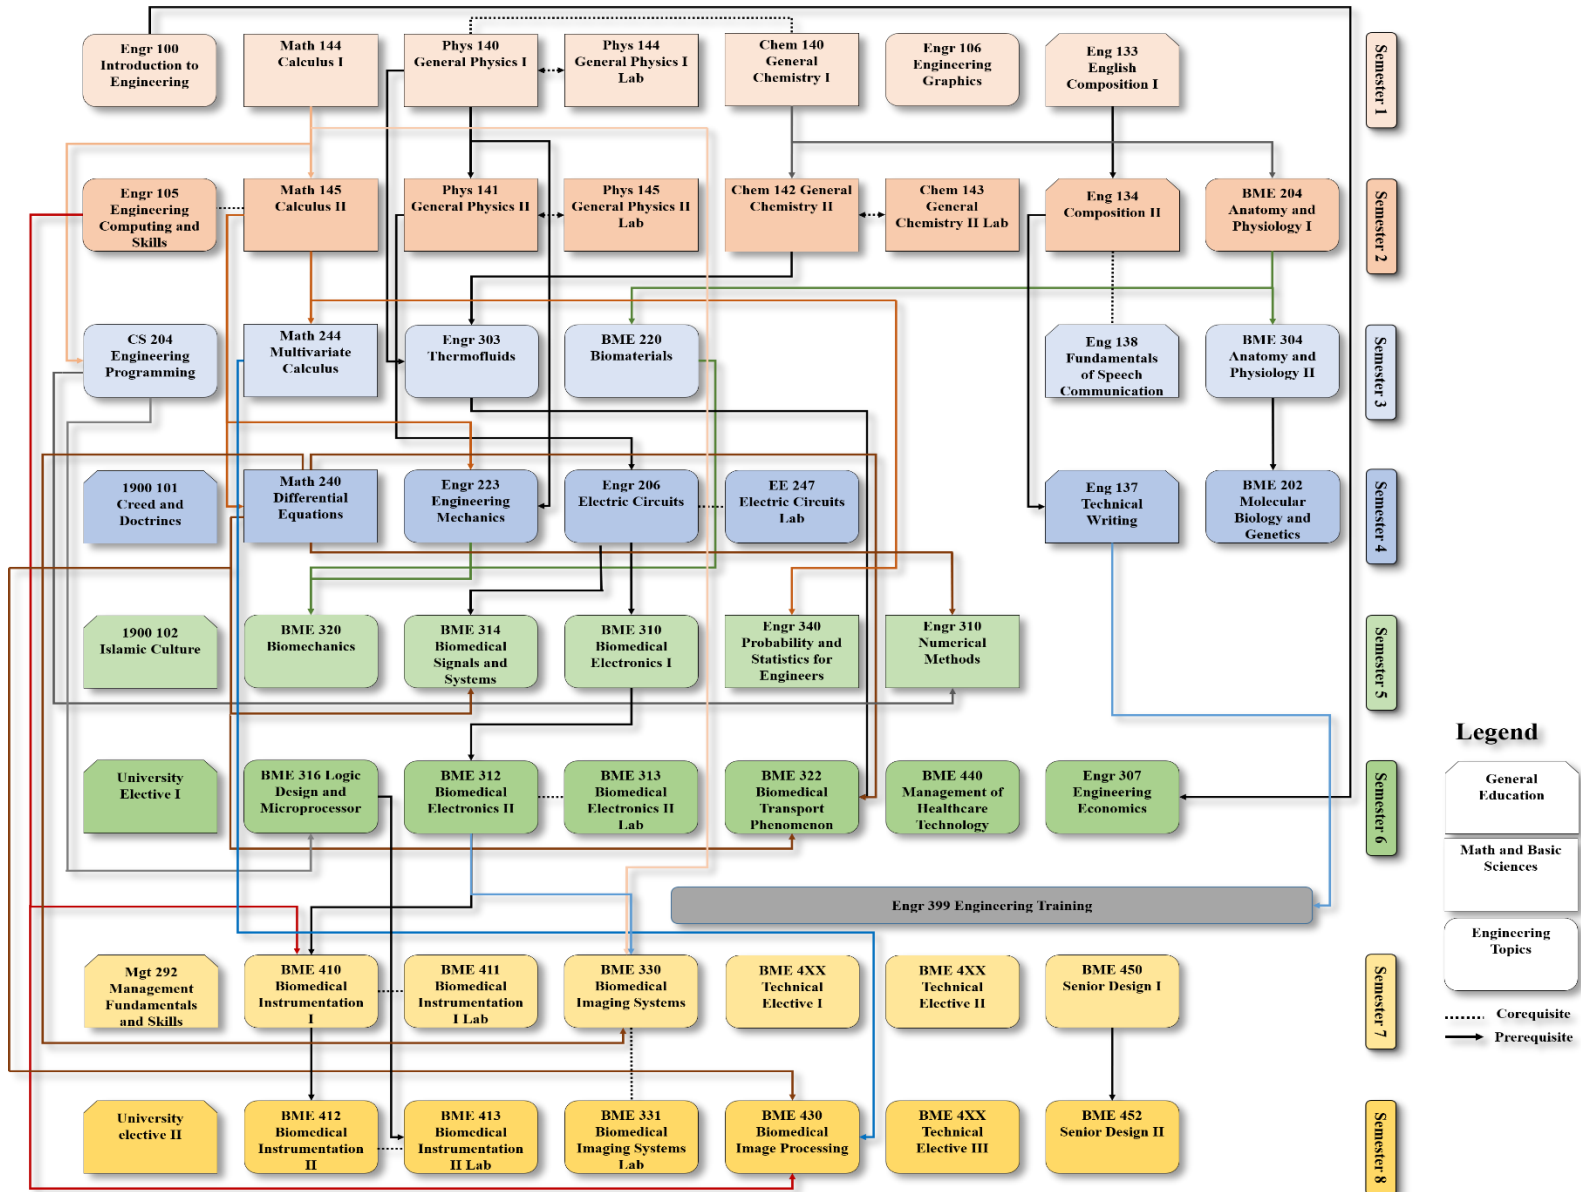 Engr 100
Introduction to
Engineering
Math 144
Calculus I
Phys 140
General Physics I
Phys 144
General Physics I
Lab
Chem 140
General
Chemistry I
Engr 106
Engineering
Graphics
Eng 133
English
Composition I
Semester 1
Engr 105
Engineering
Computing and
Skills
Math 145
Calculus II
Phys 141
General Physics II
Phys 145
General Physics II
Lab
Chem 142 General
Chemistry II
Chem 143
General
Chemistry II Lab
Eng 134
Composition II
BME 204
Anatomy and
Physiology I
Semester 2
CS 204
Engineering
Programming
Math 244
Multivariate
Calculus
Engr 303
Thermofluids
BME 220
Biomaterials
Eng 138
Fundamentals
of Speech
Communication
BME 304
Anatomy and
Physiology II
Semester 3
1900 101
Creed and
Doctrines
Math 240
Differential
Equations
Engr 223
Engineering
Mechanics
Engr 206
Electric Circuits
EE 247
Electric Circuits
Lab
Eng 137
Technical
Writing
BME 202
Molecular
Biology and
Genetics
Semester 4
1900 102
Islamic Culture
BME 320
Biomechanics
BME 314
Biomedical
Signals and
Systems
BME 310
Biomedical
Electronics I
Engr 340
Probability and
Statistics for
Engineers
Engr 310
Numerical
Methods
Semester 5
University
Elective I
BME 316 Logic
Design and
Microprocessor
BME 312
Biomedical
Electronics II
BME 313
Biomedical
Electronics II
Lab
BME 322
Biomedical
Transport
Phenomenon
BME 440
Management of
Healthcare
Technology
Engr 307
Engineering
Economics
Semester 6
Engr 399 Engineering Training
Mgt 292
Management
Fundamentals
and Skills
BME 410
Biomedical
Instrumentation
I
BME 411
Biomedical
Instrumentation
I Lab
BME 330
Biomedical
Imaging Systems
BME 4XX
Technical
Elective I
BME 4XX
Technical
Elective II
BME 450
Senior Design I
Semester 7
University
elective II
BME 412
Biomedical
Instrumentation
II
BME 413
Biomedical
Instrumentation
II Lab
BME 331
Biomedical
Imaging Systems
Lab
BME 430
Biomedical
Image Processing
BME 4XX
Technical
Elective III
BME 452
Senior Design II
Semester 8
Legend
General
Education
Math and Basic
Sciences
Engineering
Topics
Corequisite
Prerequisite